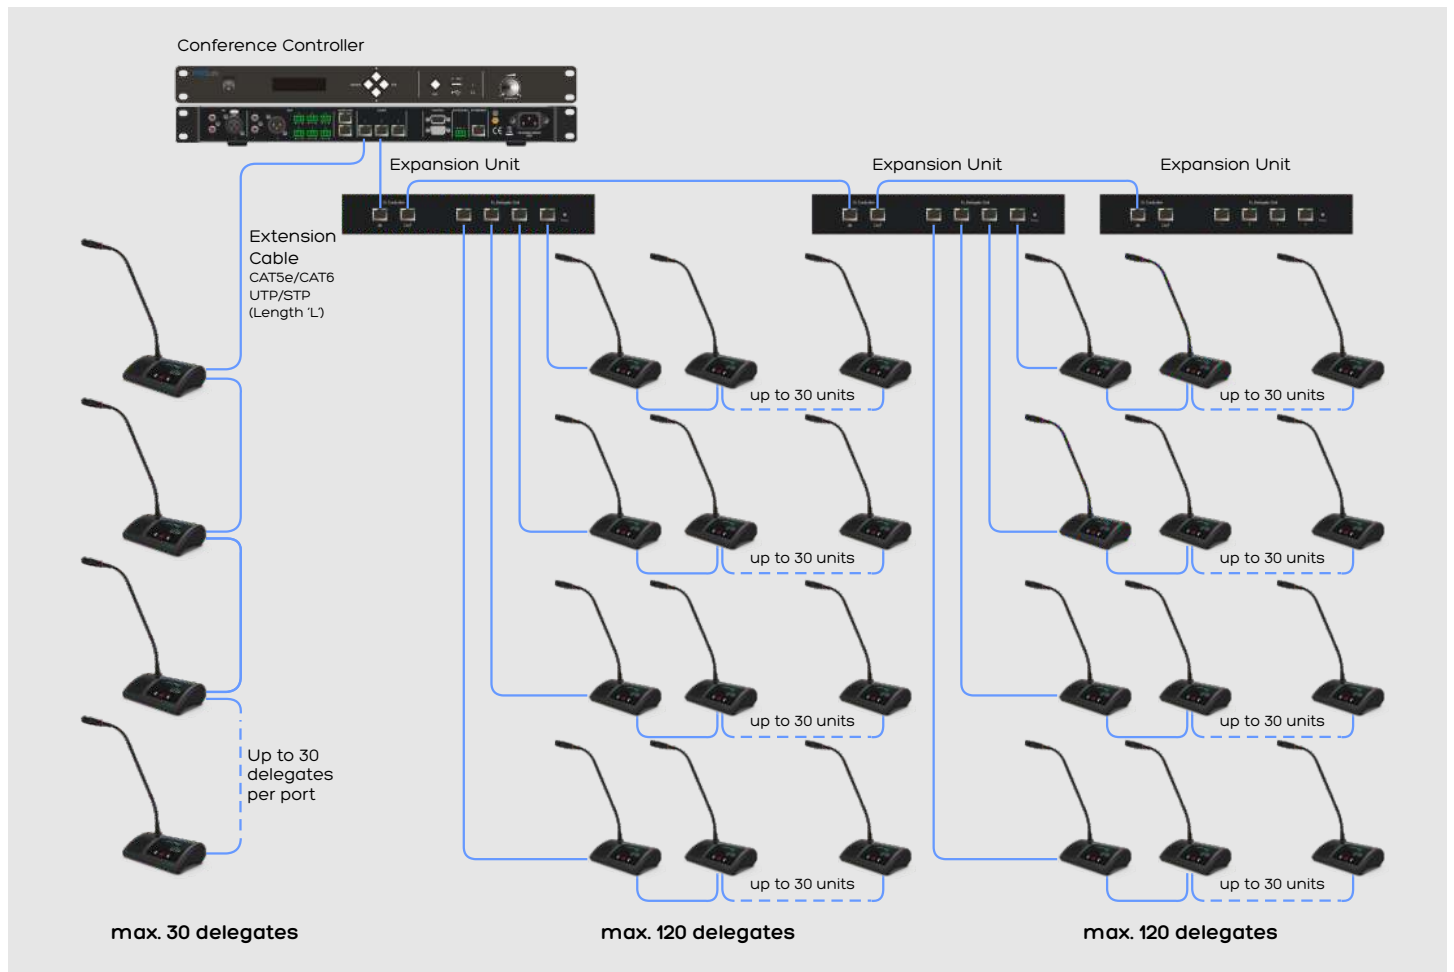 Conference Controller
Expansion Unit
Expansion Unit
Expansion Unit
Extension
Cable
CAT5e/CAT6
UTP/STP
(Length 'L')
up to 30 units
up to 30 units
up to 30 units
up to 30 units
up to 30 units
up to 30 units
Up to 30
delegates
per port
up to 30 units
up to 30 units
max. 30 delegates
max. 120 delegates
max. 120 delegates